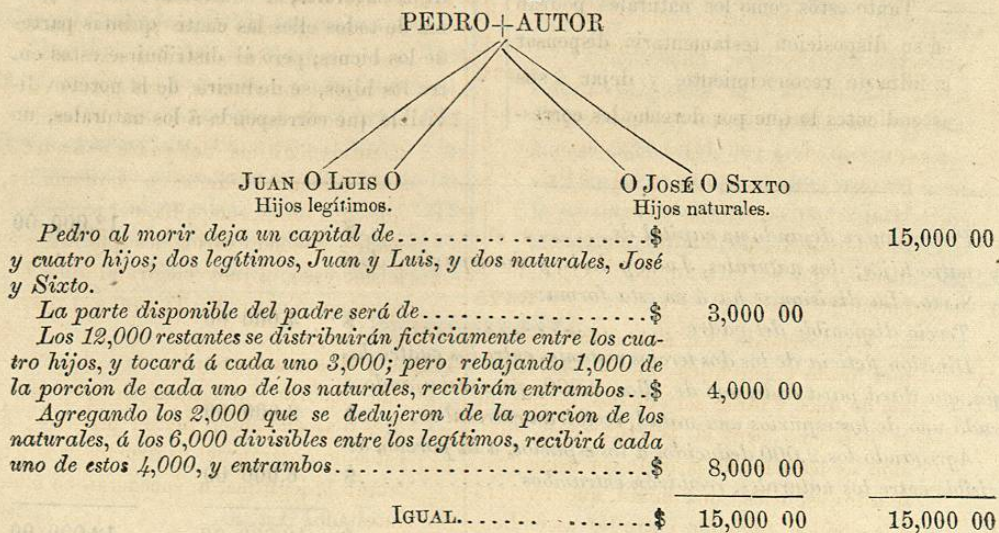 PEDRO+AUTOR
JUAN O LUIS O O JOSÉ O SIXTO
Hijos legítimos. Hijos naturales.
Pedro al morir deja un capital de........................$ 15,000 00
y cuatro hijos; dos legítimos, Juan y Luis, y dos naturales, José
y Sixto.
La parte disponible del padre será de.....................$ 3,000 00
Los 12,000 restantes se distribuirán ficticiamente entre los cua-
tro hijos, y tocará á cada uno 3,000; pero rebajando 1,000 de
la porcion de cada uno de los naturales, recibirán entrambos..$ 4,000 00
Agregando los 2,000 que se dedujeron de la porcion de los
naturales, á los 6,000 divisibles entre los legítimos, recibirá cada
uno de estos 4,000, y entrambos.............................$ 8,000 00
IGUAL....................$ 15,000 00 15,000 00